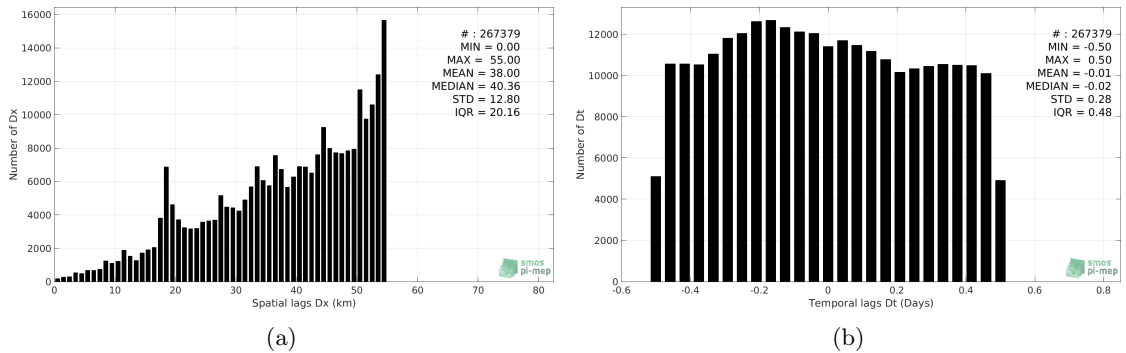 16000
14000
12000
10000
8000
6000
4000
2000
0
Number of Dx
0 10 20 30 40 50 60 70 80
Spatial lags Dx (km)
# : 267379
MIN = 0.00
MAX = 55.00
MEAN = 38.00
MEDIAN = 40.36
STD = 12.80
IQR = 20.16
smos
pi-mep
(a)
12000
10000
8000
6000
4000
2000
0
Number of Dt
-0.6 -0.4 -0.2 0 0.2 0.4 0.6 0.8
Temporal lags Dt (Days)
# : 267379
MIN = -0.50
MAX = 0.50
MEAN = -0.01
MEDIAN = -0.02
STD = 0.28
IQR = 0.48
smos
pi-mep
(b)